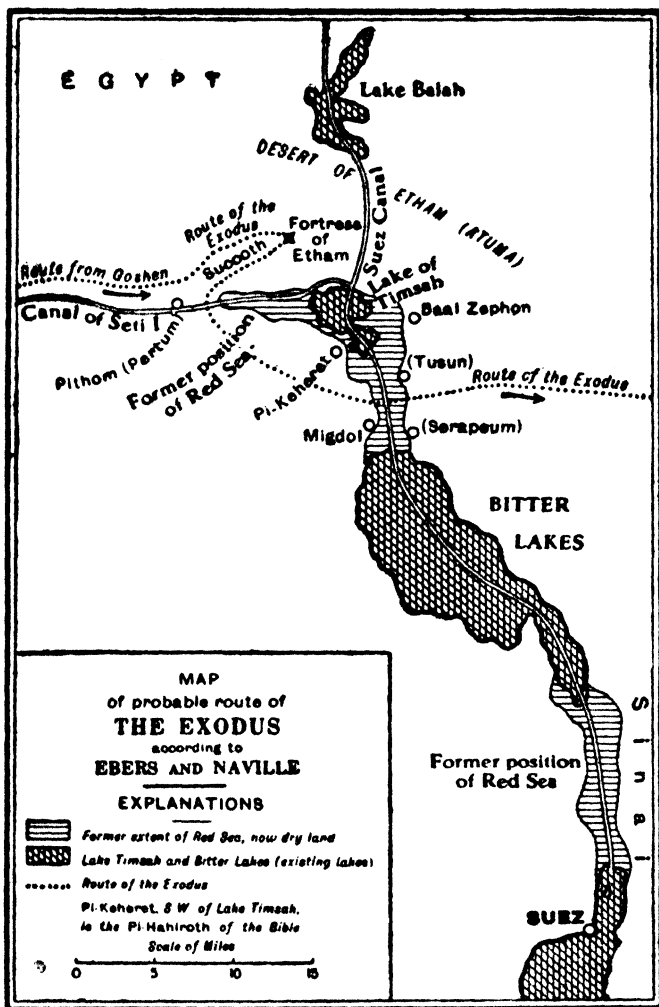 EGYPT
Lake Balah
DESERT OF
ETHAM (ATUMA)
Suez Canal
Route of the
Exodus
Succoth
Fortress
of
Etham
Route from Goshen
Canal of Seti I
Lake of
Timsah
Baal Zephon
Pithom (Pertum)
Former position
of Red Sea.
Pi-Keheret
(Tusun)
Route of the Exodus
Migdol
(Serapeum)
BITTER
LAKES
Sinai
Former position
of Red Sea
SUEZ
MAP
of probable route of
THE EXODUS
according to
EBERS AND NAVILLE
EXPLANATIONS
Former extent of Red Sea, now dry land
Lake Timsah and Bitter Lakes (existing lakes)
Route of the Exodus
Pi-Keheret, S W of Lake Timsah,
is the Pi-Hahiroth of the Bible
Scale of Miles
0 5 10 15